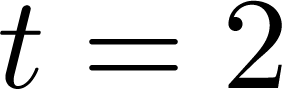 t = 2